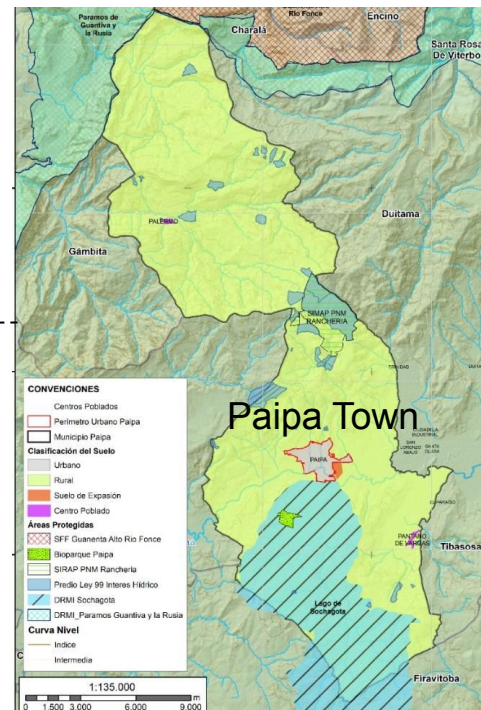 Paramos de
Guantiva y
la Rusia
Charalá
Rio Fonce
Encino
Santa Rosa
De Viterbo
Duitama
PALERMO
Gámbita
SIMAP PNM
RANCHERIA
Paipa Town
PAIPA
PANTANO
DE VARGAS
Tibasosa
Lago de
Sochagota
Firavitoba
CONVENCIONES
Centros Poblados
Perímetro Urbano Paipa
Municipio Paipa
Clasificación del Suelo
Urbano
Rural
Suelo de Expasión
Centro Poblado
Áreas Protegidas
SFF Guanenta Alto Rio Fonce
Bioparque Paipa
SIRAP PNM Rancheria
Predio Ley 99 Interes Hídrico
DRMI Sochagota
DRMI_Paramos Guantiva y la Rusia
Curva Nivel
Indice
Intermedia
1:135.000
0 1.500 3.000 6.000 9.000 m